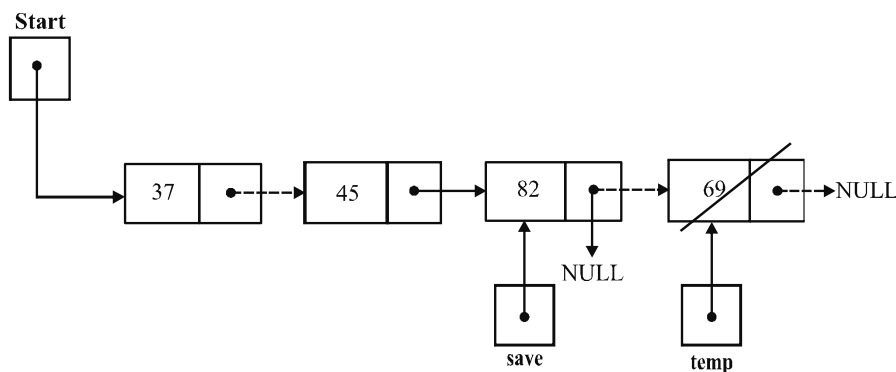 Start
37
45
82
69
NULL
NULL
save
temp